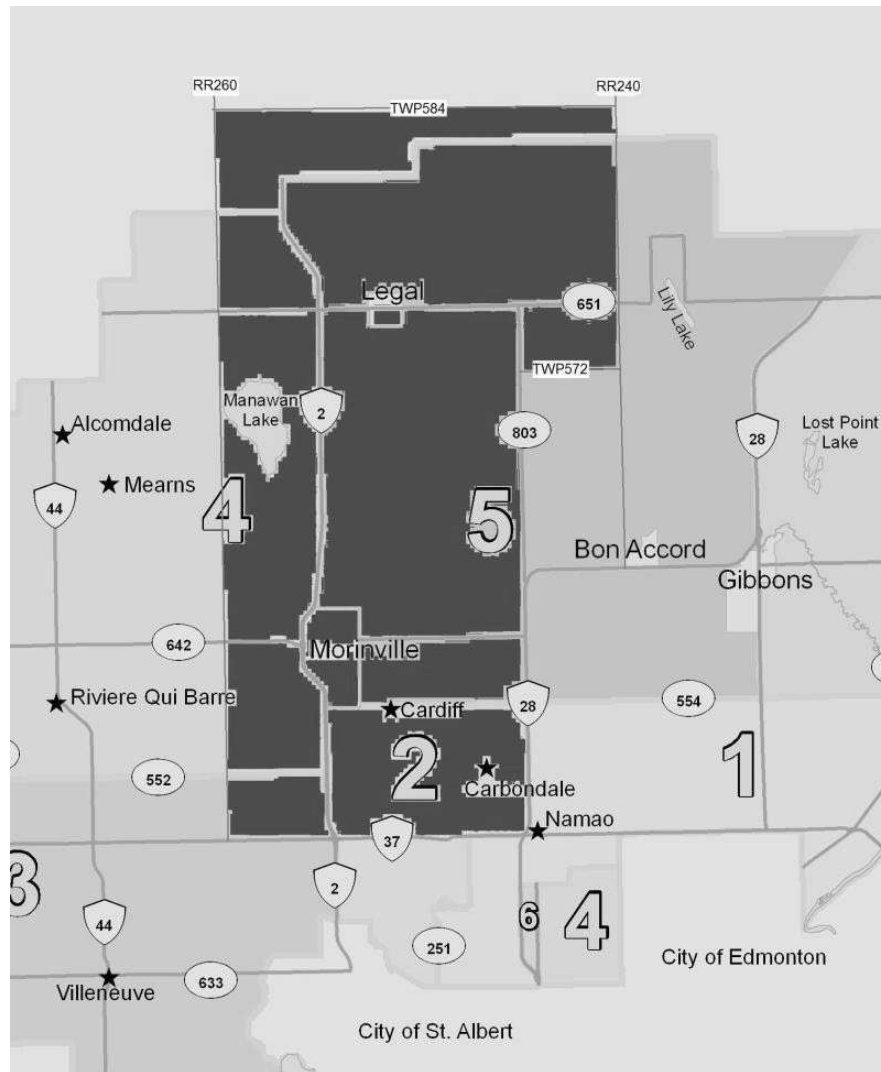 RR260
RR240
TWP584
Legal
651
Lily Lake
TWP572
Manawan
Lake
2
803
28
Lost Point
Lake
Alcomdale
Mearns
44
4
5
Bon Accord
Gibbons
642
Morinville
Riviere Qui Barre
Cardiff
28
554
552
2
Carbondale
1
Namao
37
3
2
44
6
4
251
City of Edmonton
633
Villeneuve
City of St. Albert